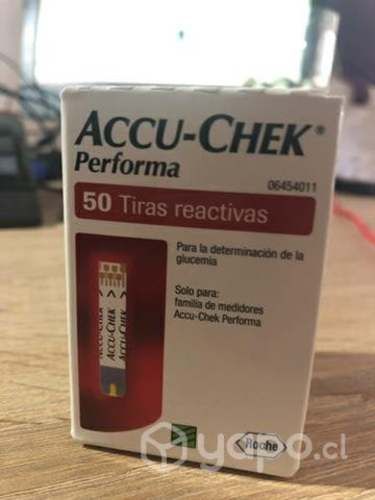 ACCU-CHEK®
Performa
06454011
50 Tiras reactivas
Para la determinación de la
glucemia
Solo para:
familia de medidores
Accu-Chek Performa
ACCU-CHEK
ACCU-CHEK
ACCU-CHEK
Roche
yapo.cl